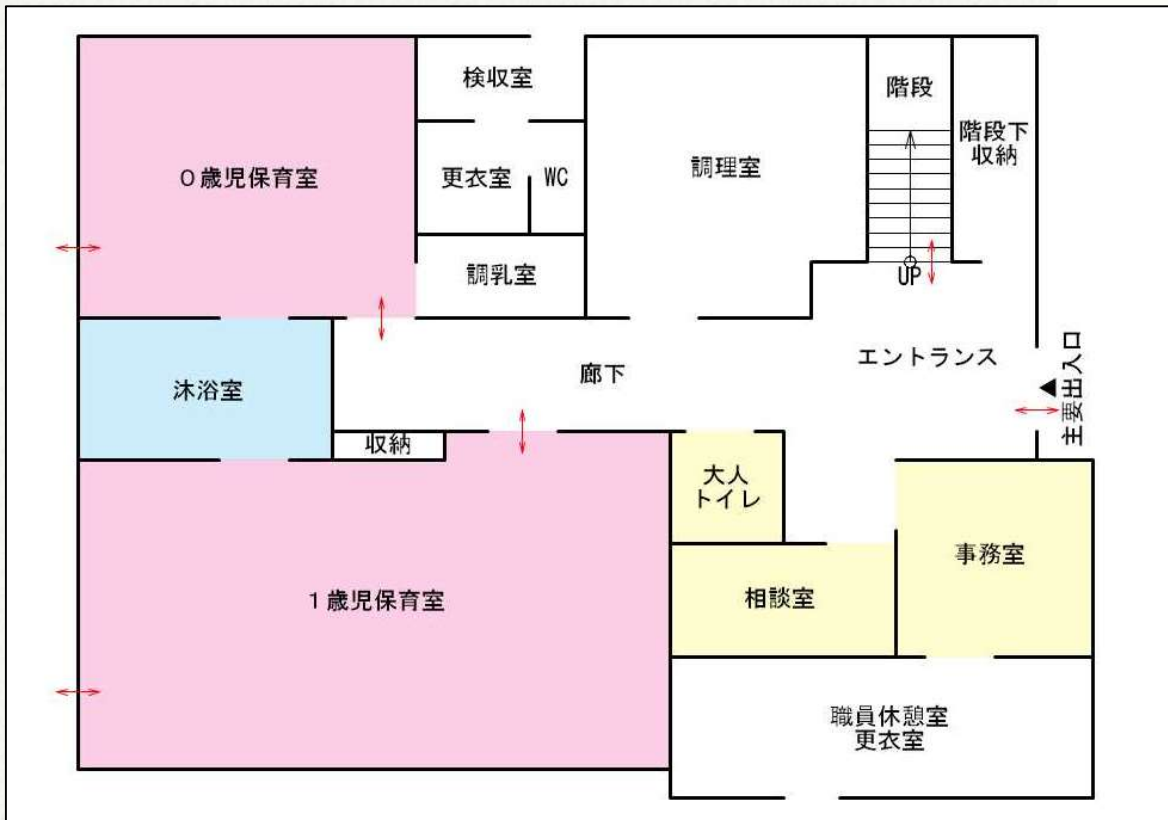 検収室
階段
階段下
収納
０歳児保育室
更衣室
WC
調理室
調乳室
UP
エントランス
主要出入口
廊下
沐浴室
収納
大人
トイレ
事務室
１歳児保育室
相談室
職員休憩室
更衣室